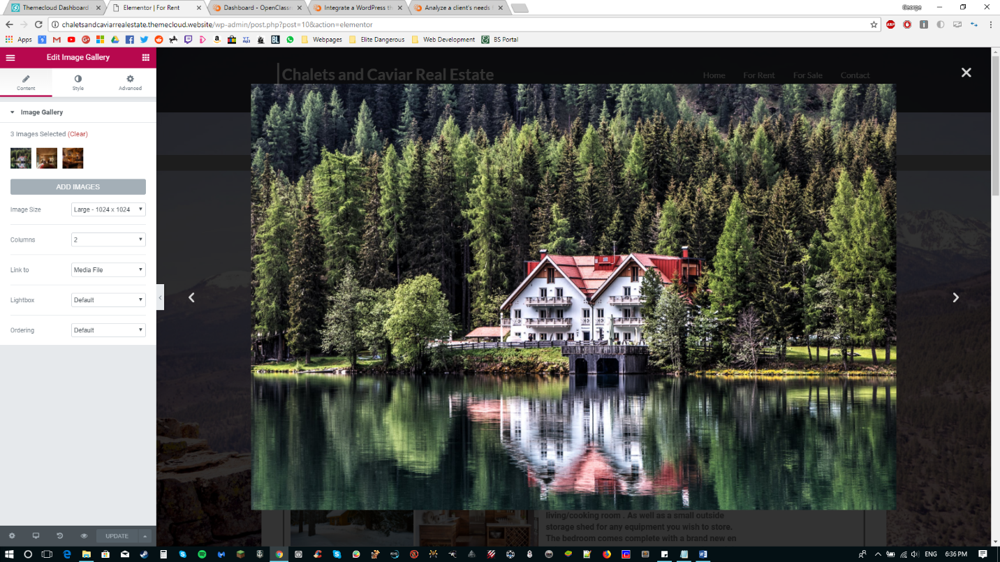 Themecloud Dashboard
Elementor | For Rent
Dashboard - OpenClassr
Integrate a WordPress th
Analyze a client's needs
George
chaletsandcaviarrealestate.themecloud.website/wp-admin/post.php?post=108&action=elementor
ABP
Apps
YT mp3
BL
Webpages
Elite Dangerous
Web Development
BS Portal
Edit Image Gallery
Chalets and Caviar Real Estate
Home
For Rent
For Sale
Contact
Content
Style
Advanced
Image Gallery
3 Images Selected (Clear)
ADD IMAGES
Image Size
Large - 1024 x 1024
Columns
2
Link to
Media File
Lightbox
Default
Ordering
Default
living/cooking room . As well as a small outside
storage shed for any equipment you wish to store.
The bedroom comes complete with a brand new en
UPDATE
ENG
6:36 PM